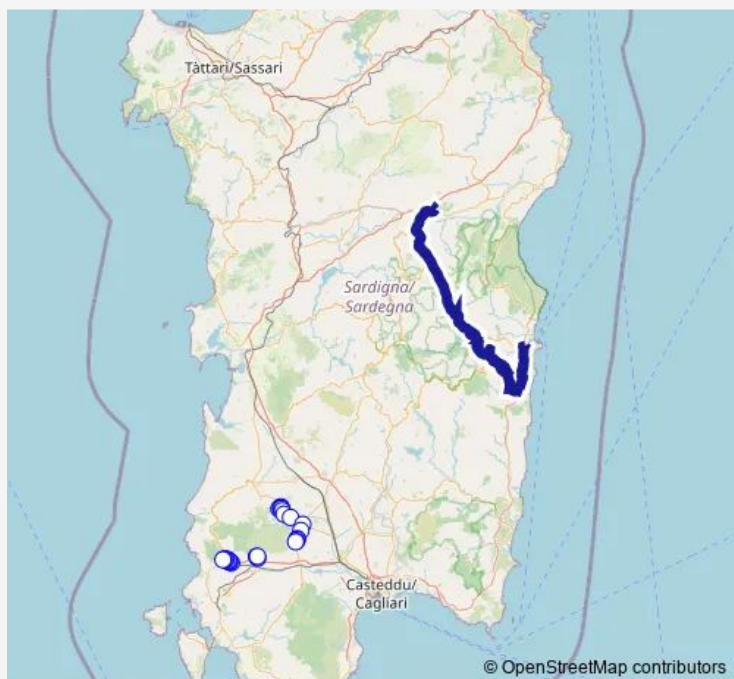 Tàttari/Sassari
Sardigna/
Sardegna
Casteddu/
Cagliari
© OpenStreetMap contributors